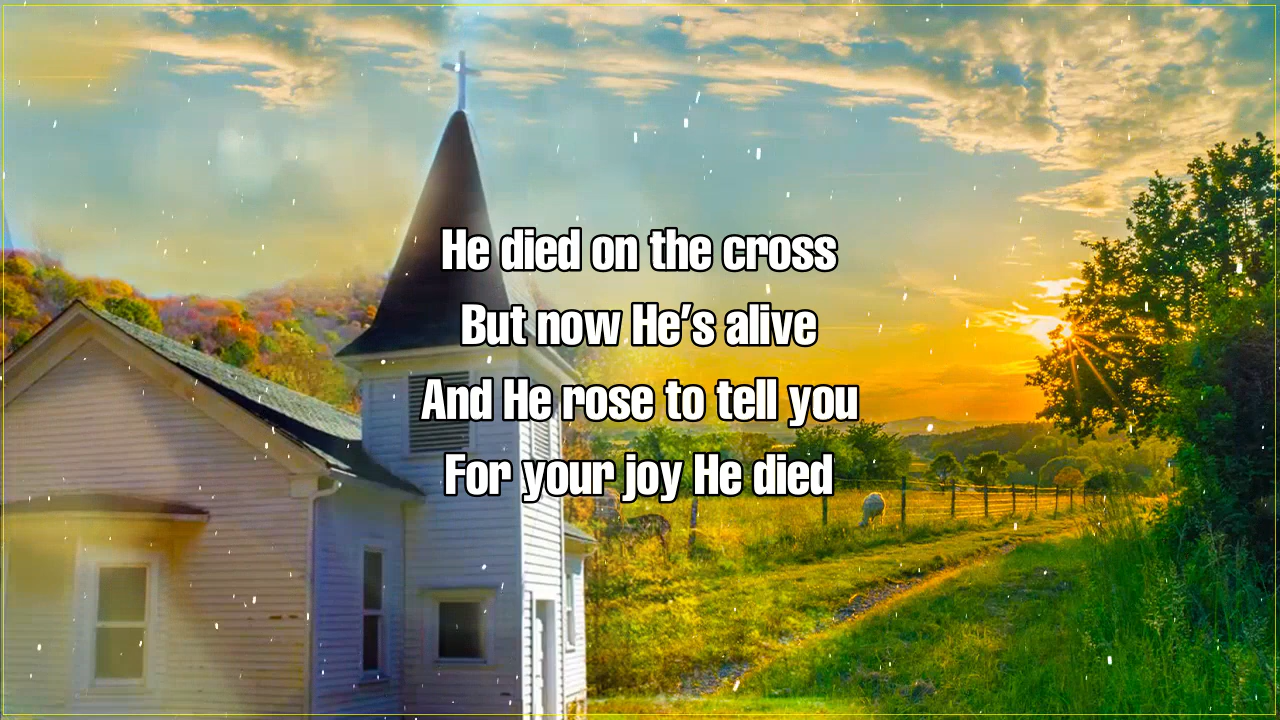 He died on the cross
But now He's alive
And He rose to tell you
For your joy He died